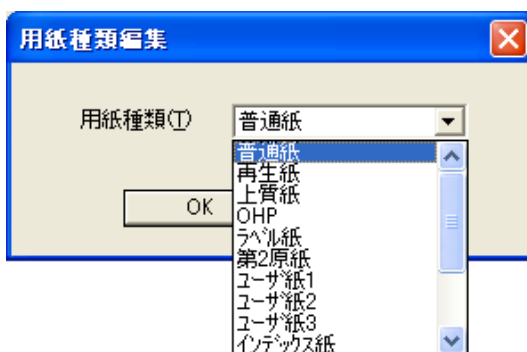 用紙種類編集
用紙種類(T) 普通紙
普通紙
再生紙
上質紙
OHP
ﾗﾍﾞﾙ紙
第2原紙
ﾕｰｻﾞ紙1
ﾕｰｻﾞ紙2
ﾕｰｻﾞ紙3
ｲﾝﾃﾞｯｸｽ紙
OK